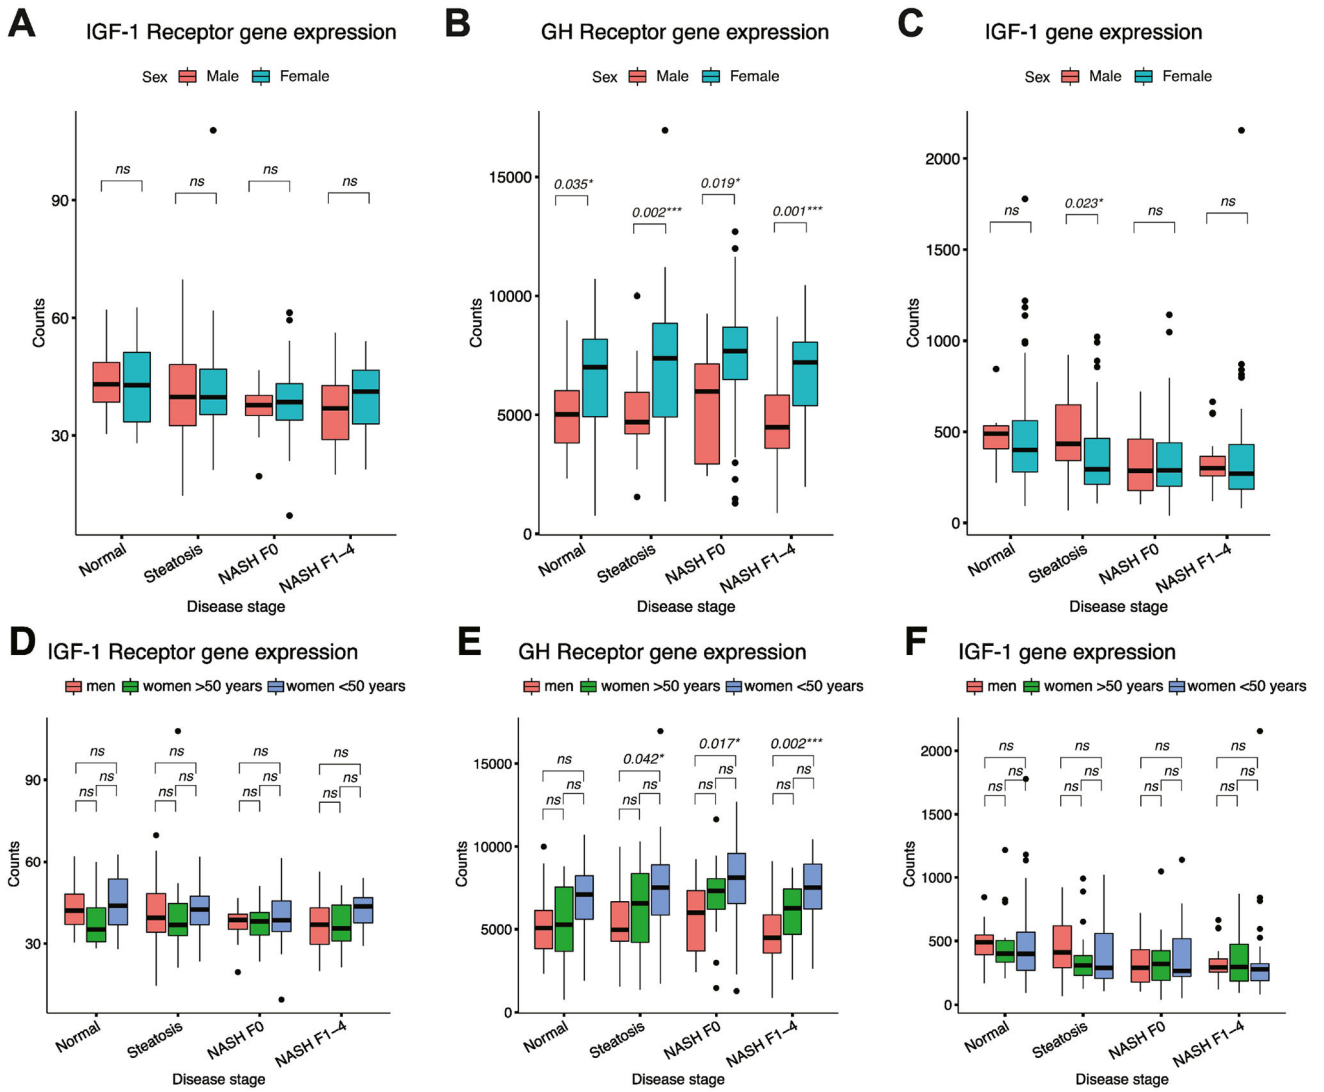 A
IGF-1 Receptor gene expression
Sex Male Female
ns
ns
ns
ns
90
60
30
Counts
Normal
Steatosis
NASH F0
NASH F1–4
Disease stage
B
GH Receptor gene expression
Sex Male Female
0.035*
0.002***
0.019*
0.001***
15000
10000
5000
0
Counts
Normal
Steatosis
NASH F0
NASH F1–4
Disease stage
C
IGF-1 gene expression
Sex Male Female
ns
0.023*
ns
ns
2000
1500
1000
500
0
Counts
Normal
Steatosis
NASH F0
NASH F1–4
Disease stage
D
IGF-1 Receptor gene expression
men women >50 years women <50 years
ns
ns
ns
ns
ns
ns
ns
ns
ns
ns
ns
ns
90
60
30
Counts
Normal
Steatosis
NASH F0
NASH F1–4
Disease stage
E
GH Receptor gene expression
men women >50 years women <50 years
ns
0.042*
0.017*
0.002***
ns
ns
ns
ns
ns
ns
ns
ns
15000
10000
5000
0
Counts
Normal
Steatosis
NASH F0
NASH F1–4
Disease stage
F
IGF-1 gene expression
men women >50 years women <50 years
ns
ns
ns
ns
ns
ns
ns
ns
ns
ns
ns
ns
2000
1500
1000
500
0
Counts
Normal
Steatosis
NASH F0
NASH F1–4
Disease stage